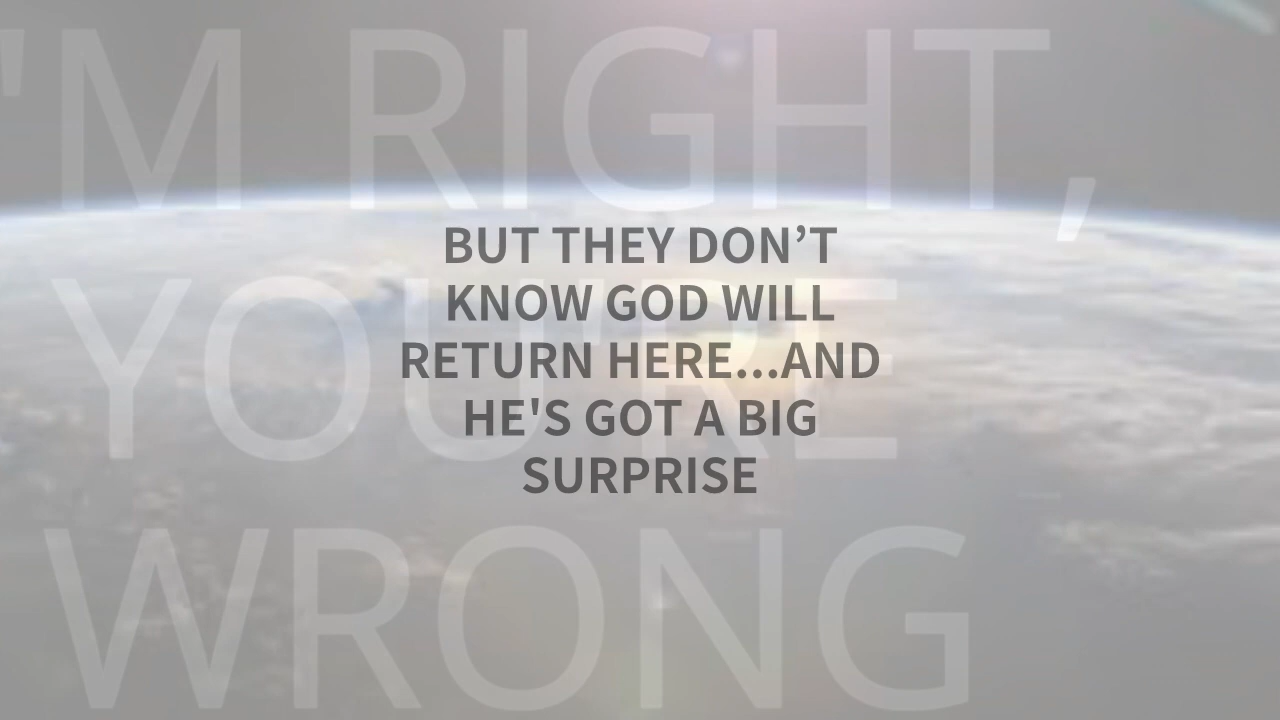 'M RIGHT,
YOU'RE
WRONG
BUT THEY DON’T
KNOW GOD WILL
RETURN HERE...AND
HE'S GOT A BIG
SURPRISE